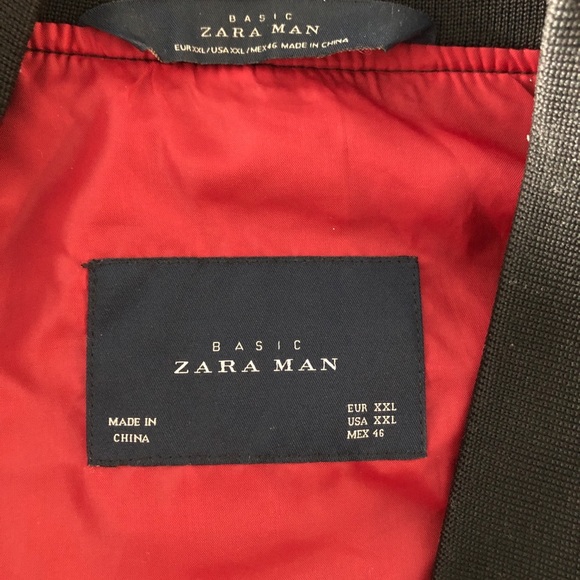 BASIC
ZARA MAN
EUR XXL/USA XXL/MEX 46 MADE IN CHINA
BASIC
ZARA MAN
MADE IN
CHINA
EUR XXL
USA XXL
MEX 46